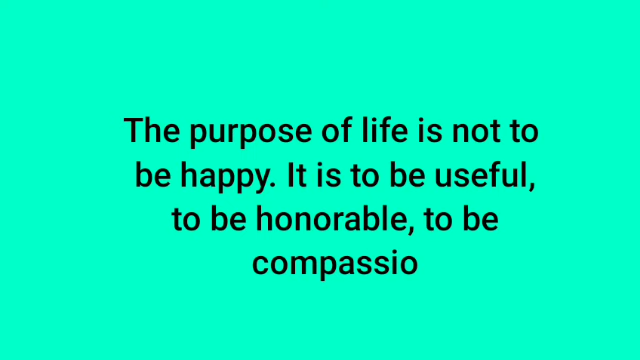 The purpose of life is not to
be happy. It is to be useful,
to be honorable, to be
compassio